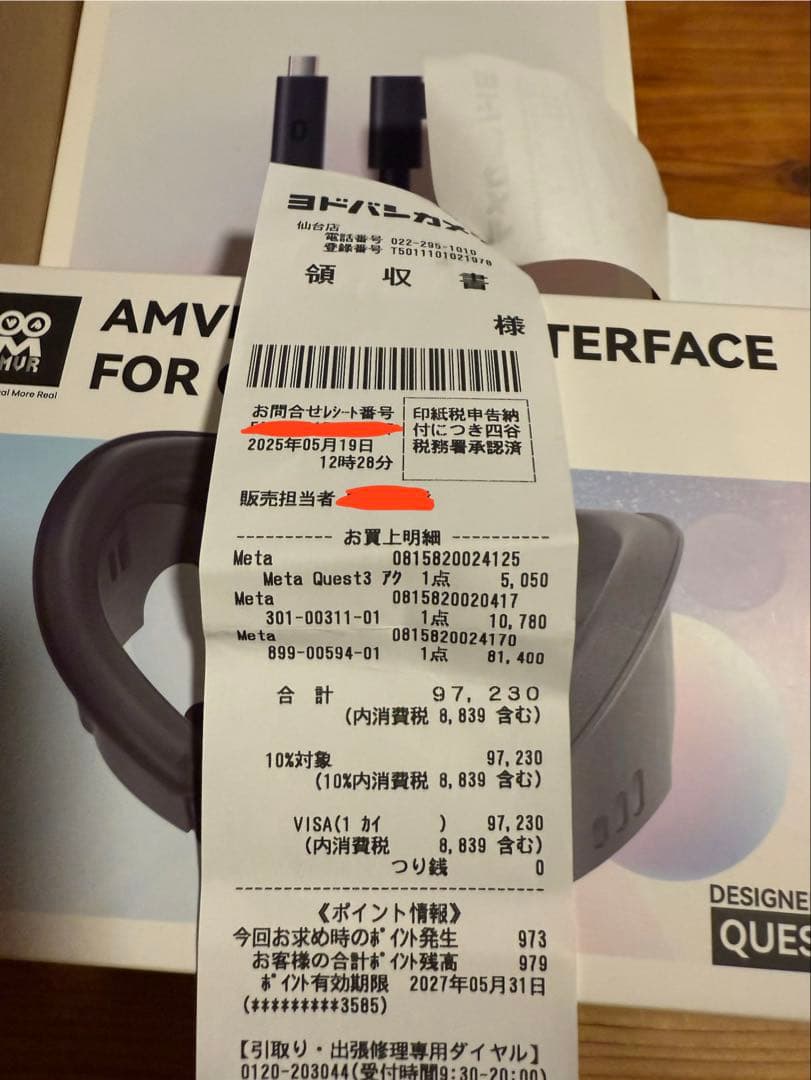 ヨドバシカメ
仙台店
電話番号 022-295-1010
登録番号 T5011101021978
領 収 書
様
OO
M
MVR
al More Real
AMV
TERFACE
FOR
お問合せﾚｼｰﾄ番号
2025年05月19日
12時28分
印紙税申告納
付につき四谷
税務署承認済
販売担当者
---------- お買上明細 ----------
Meta 0815820024125
Meta Quest3 ｱｸ 1点 5,050
Meta 0815820020417
301-00311-01 1点 10,780
Meta 0815820024170
899-00594-01 1点 81,400
合 計 97,230
(内消費税 8,839 含む)
10%対象 97,230
(10%内消費税 8,839 含む)
VISA(1 ｶｲ ) 97,230
(内消費税 8,839 含む)
つり銭 0
《ポイント情報》
今回お求め時のﾎﾟｲﾝﾄ発生 973
お客様の合計ﾎﾟｲﾝﾄ残高 979
ﾎﾟｲﾝﾄ有効期限 2027年05月31日
(*********3585)
【引取り・出張修理専用ダイヤル】
0120-203044(受付時間9:30-20:00)
DESIGNE
QUES